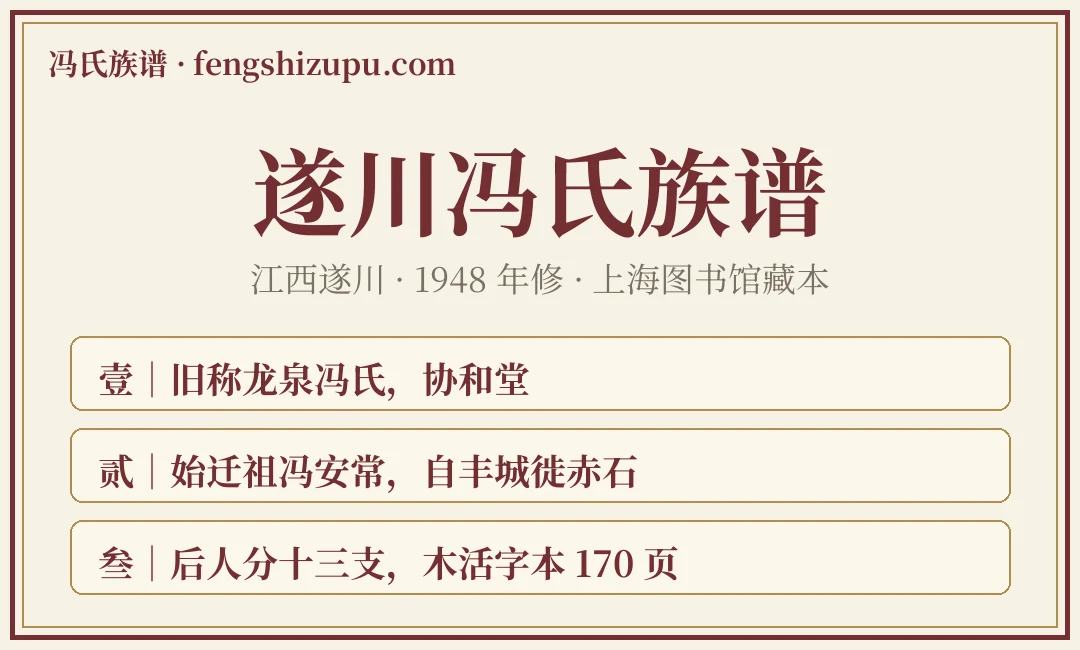 冯氏族谱 · fengshizupu.com
遂川冯氏族谱
江西遂川 · 1948 年修 · 上海图书馆藏本
壹｜旧称龙泉冯氏，协和堂
贰｜始迁祖冯安常，自丰城徙赤石
叁｜后人分十三支，木活字本 170 页